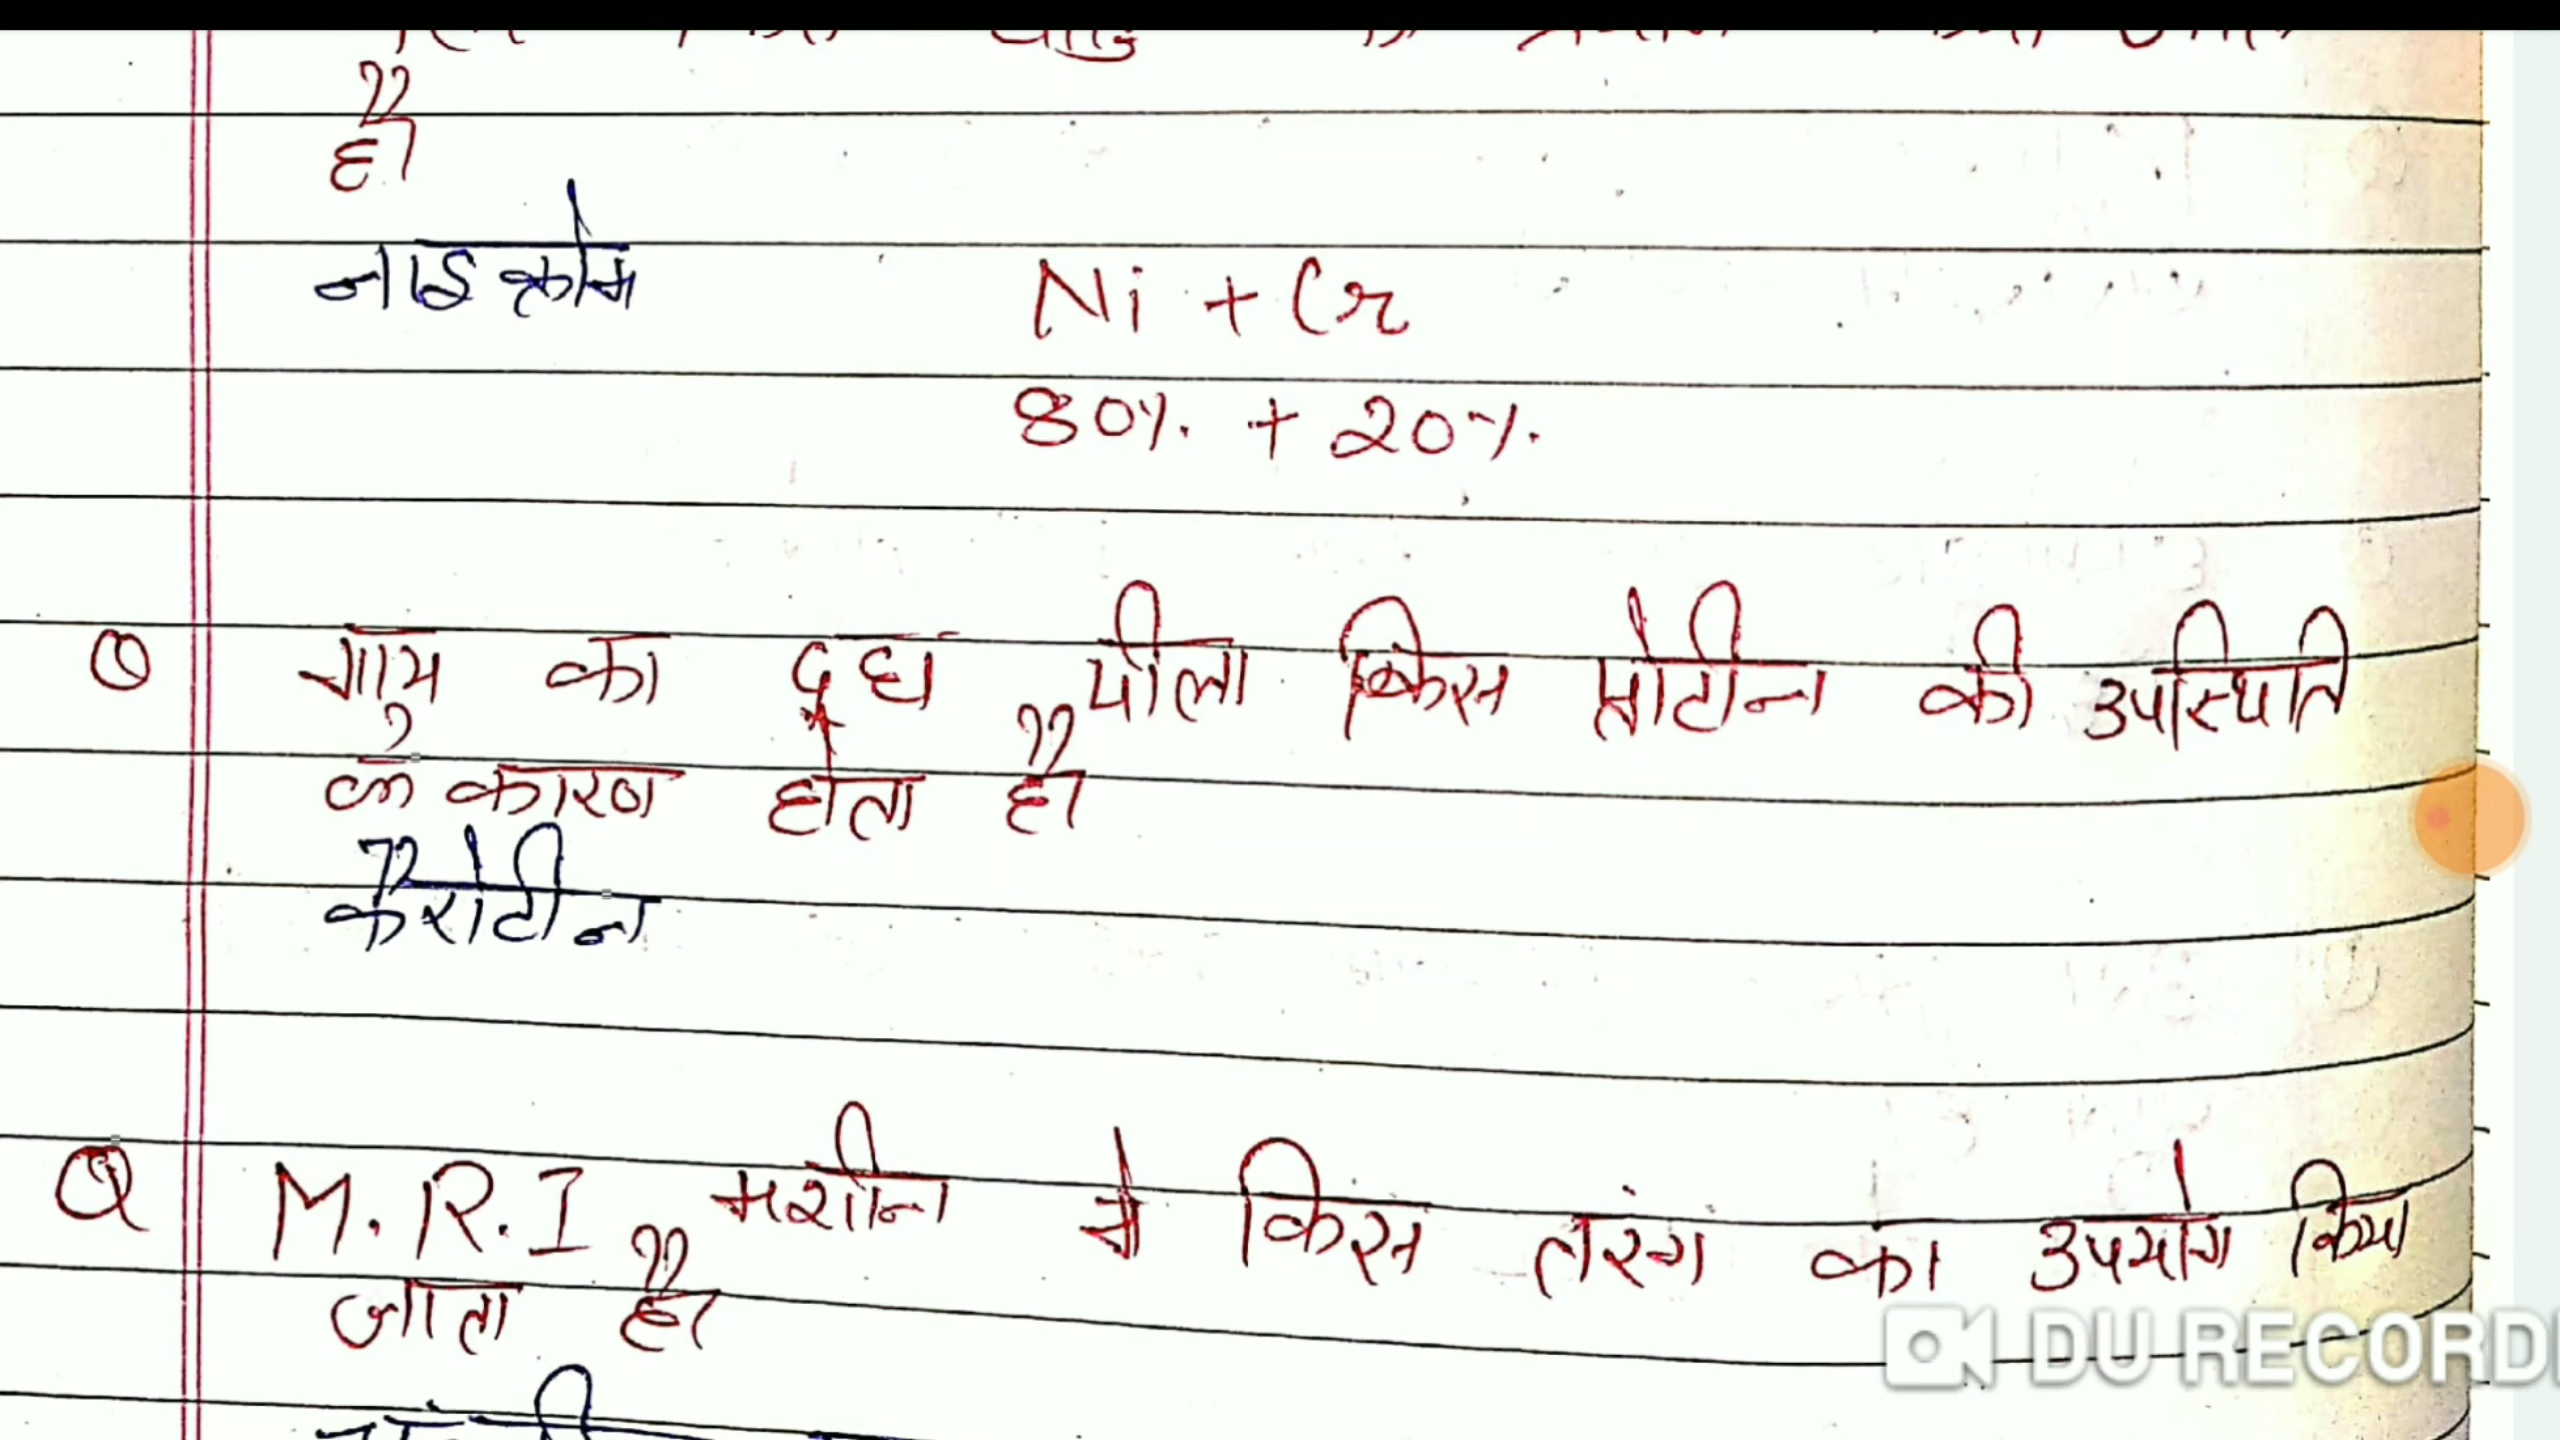 है
नाइक्रोम
Ni + Cr
80% + 20%
Q गाय का दूध पीला किस प्रोटीन की उपस्थिति
के कारण होता है
कैरोटीन
Q M.R.I मशीन में किस तरंग का उपयोग किया
जाता है
DU RECORD